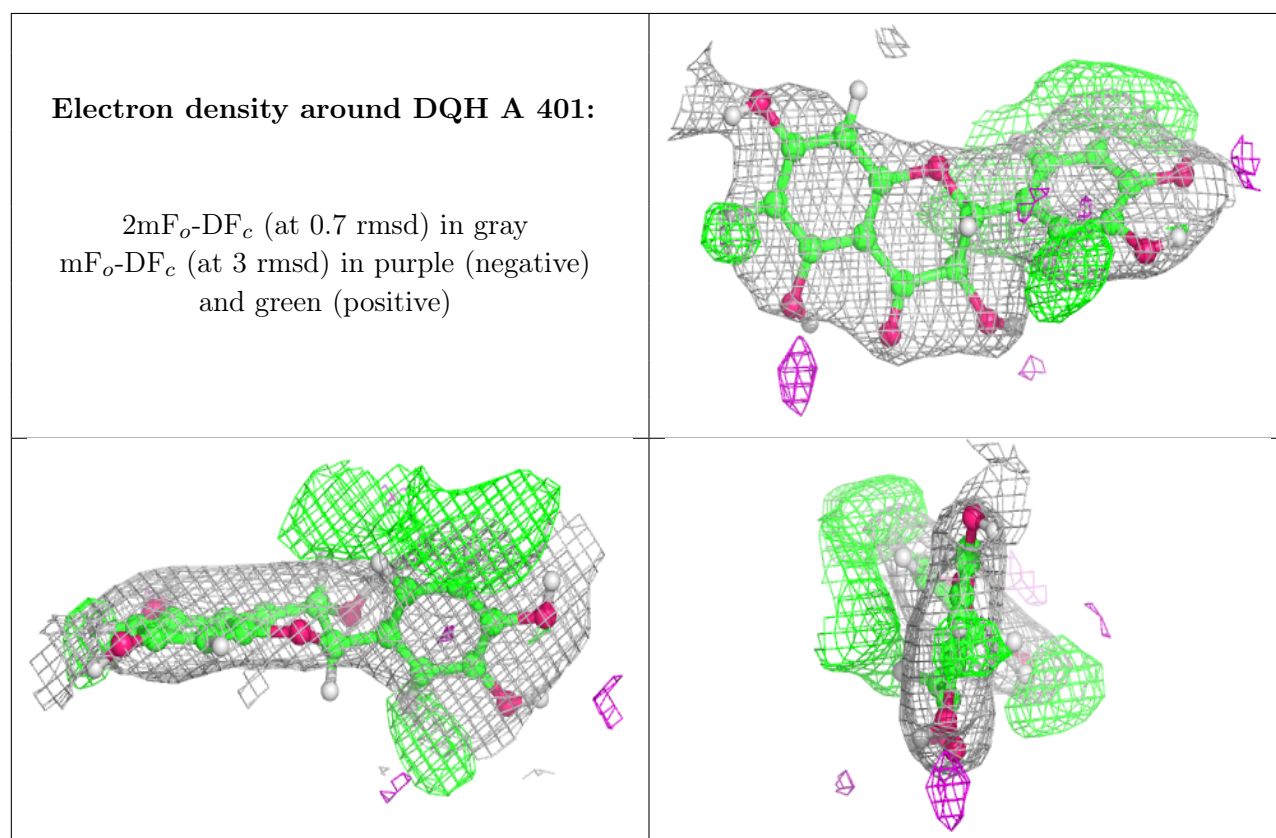 Electron density around DQH A 401:
2mFo-DFc (at 0.7 rmsd) in gray
mFo-DFc (at 3 rmsd) in purple (negative)
and green (positive)